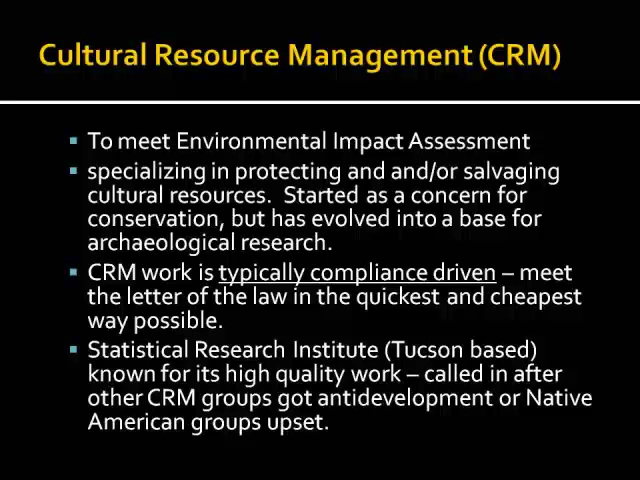 Cultural Resource Management (CRM)
▪ To meet Environmental Impact Assessment
▪ specializing in protecting and and/or salvaging
cultural resources.  Started as a concern for
conservation, but has evolved into a base for
archaeological research.
▪ CRM work is typically compliance driven – meet
the letter of the law in the quickest and cheapest
way possible.
▪ Statistical Research Institute (Tucson based)
known for its high quality work – called in after
other CRM groups got antidevelopment or Native
American groups upset.